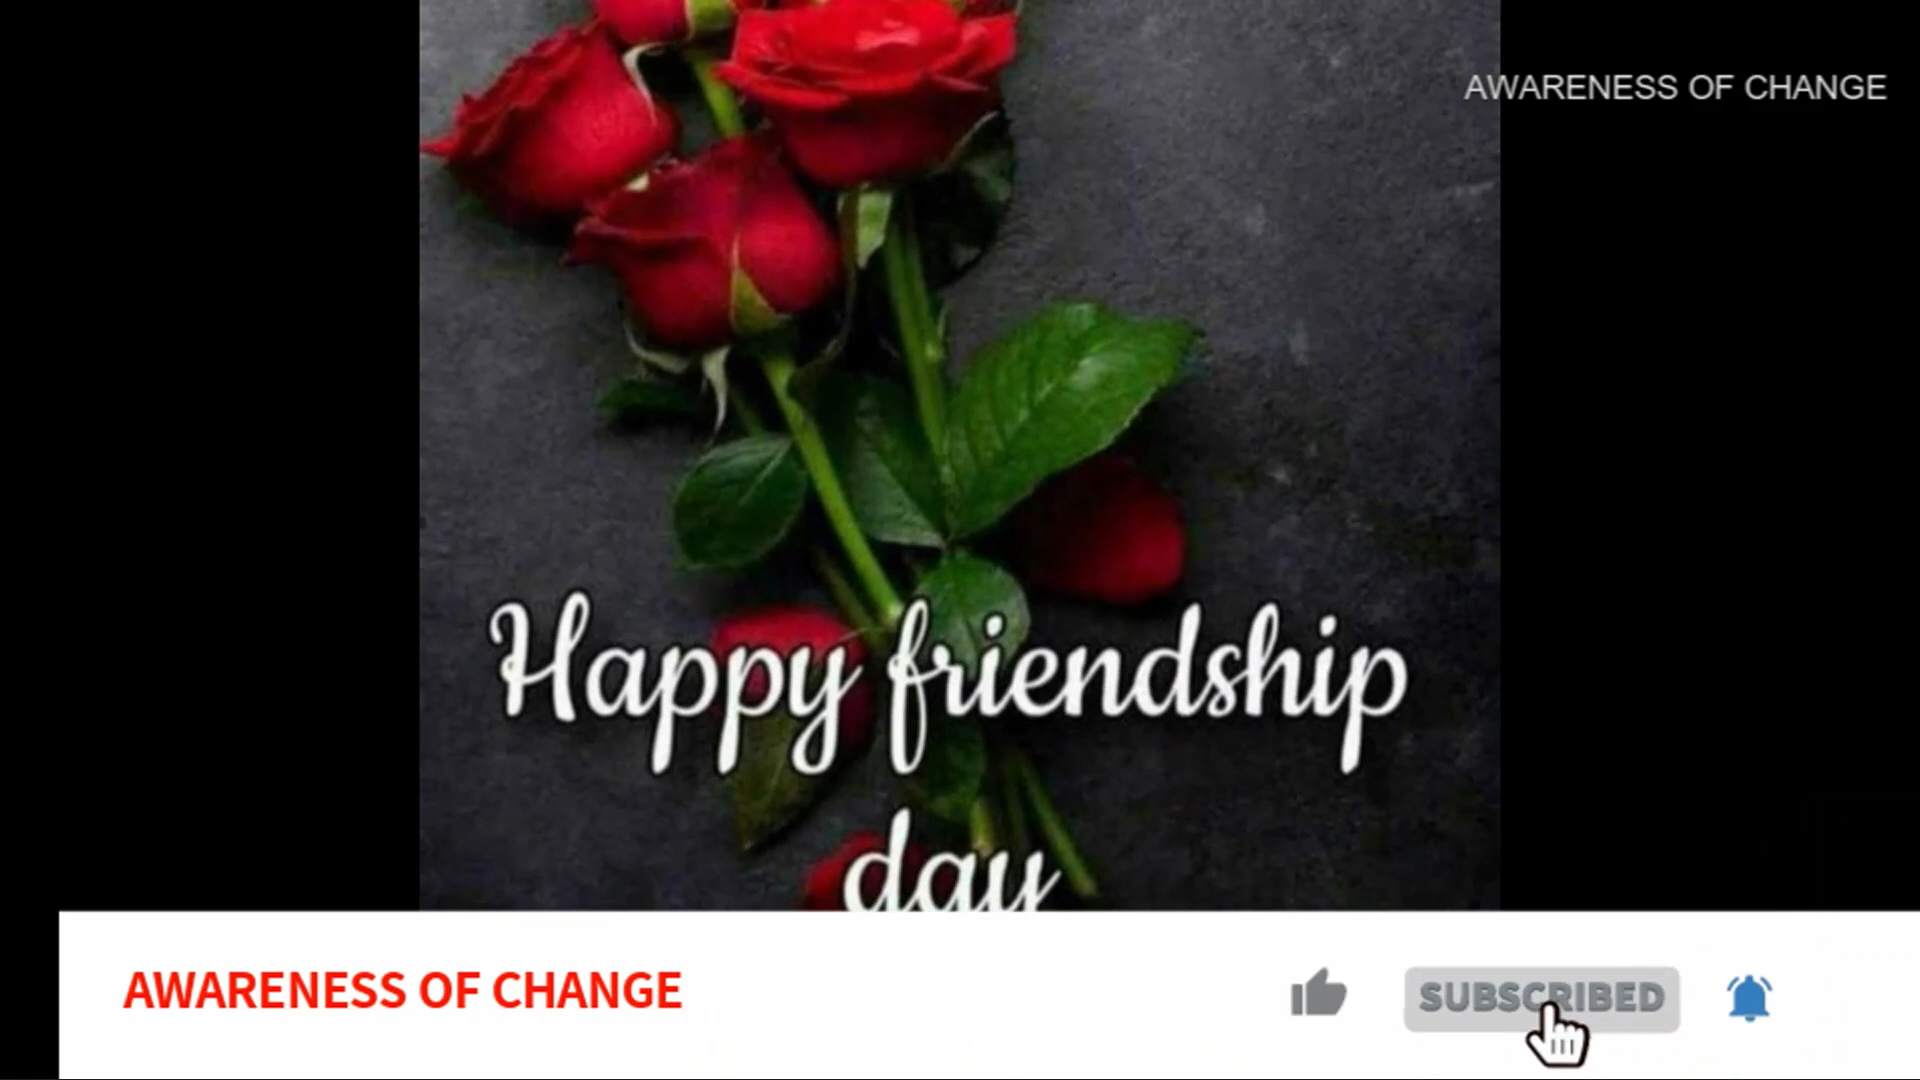 AWARENESS OF CHANGE
Happy friendship
day
AWARENESS OF CHANGE
SUBSCRIBED